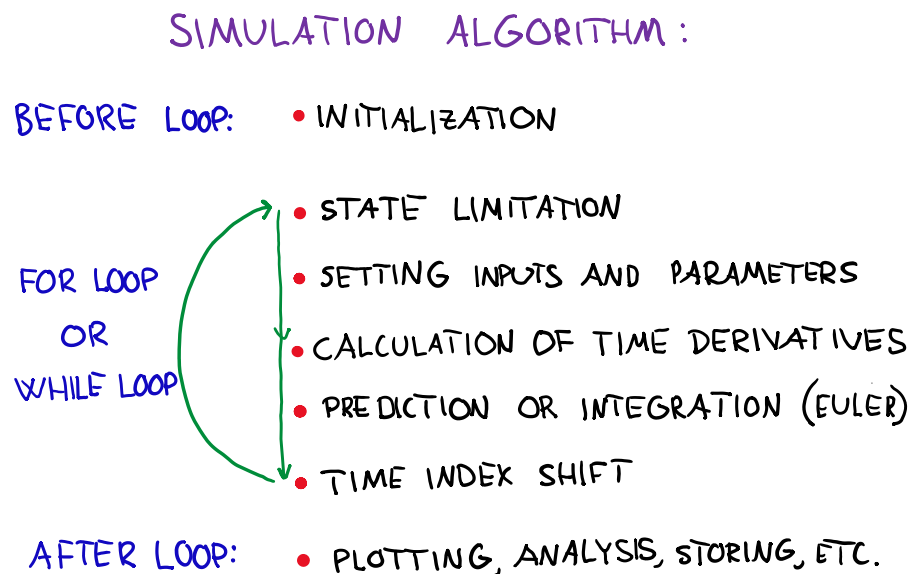 SIMULATION ALGORITHM:
BEFORE LOOP: • INITIALIZATION
• STATE LIMITATION
FOR LOOP • SETTING INPUTS AND PARAMETERS
OR • CALCULATION OF TIME DERIVATIVES
WHILE LOOP • PREDICTION OR INTEGRATION (EULER)
• TIME INDEX SHIFT
AFTER LOOP: • PLOTTING, ANALYSIS, STORING, ETC.